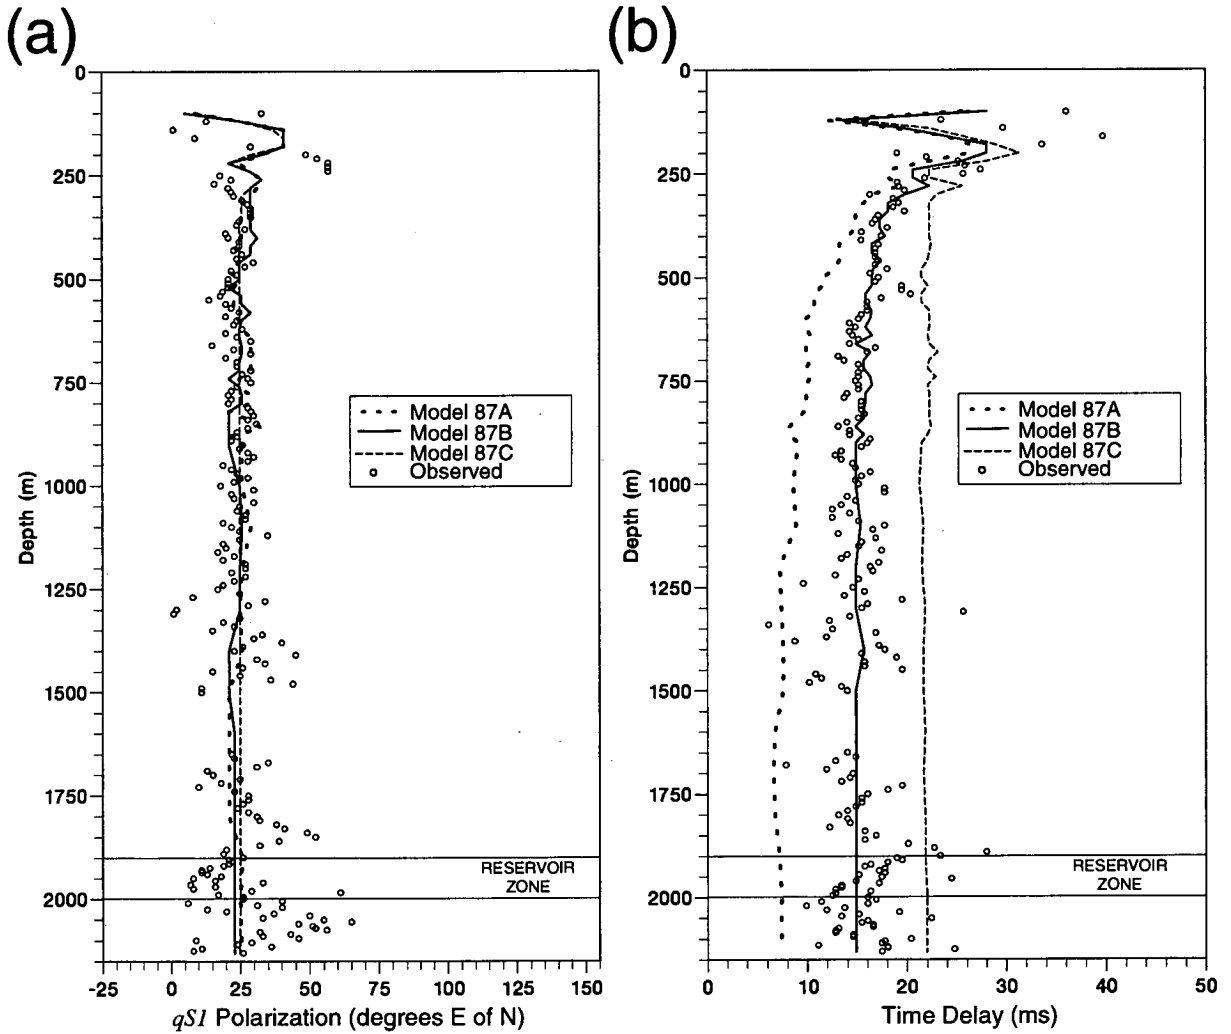 (a)
0
250
500
750
1000
1250
1500
1750
2000
Depth (m)
Model 87A
Model 87B
Model 87C
Observed
RESERVOIR
ZONE
-25 0 25 50 75 100 125 150
qS1 Polarization (degrees E of N)
(b)
0
250
500
750
1000
1250
1500
1750
2000
Depth (m)
Model 87A
Model 87B
Model 87C
Observed
RESERVOIR
ZONE
0 10 20 30 40 50
Time Delay (ms)